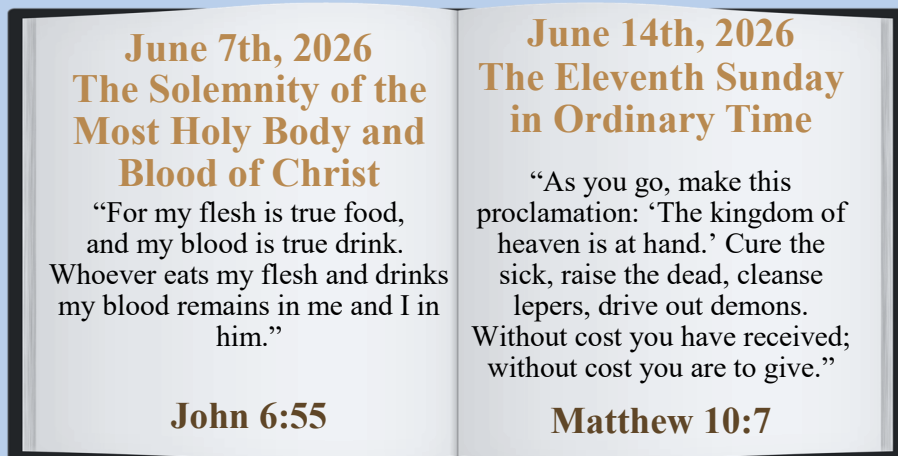 June 7th, 2026
The Solemnity of the
Most Holy Body and
Blood of Christ
“For my flesh is true food,
and my blood is true drink.
Whoever eats my flesh and drinks
my blood remains in me and I in
him.”
John 6:55
June 14th, 2026
The Eleventh Sunday
in Ordinary Time
“As you go, make this
proclamation: ‘The kingdom of
heaven is at hand.’ Cure the
sick, raise the dead, cleanse
lepers, drive out demons.
Without cost you have received;
without cost you are to give.”
Matthew 10:7